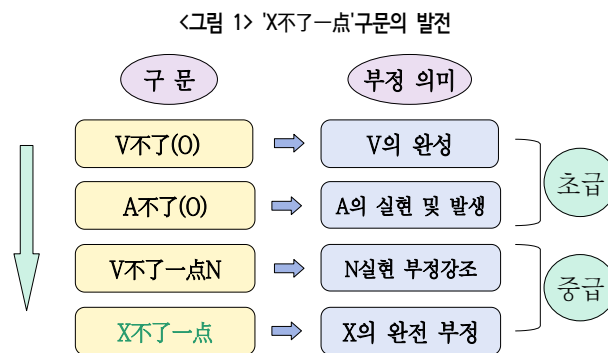 <그림 1> 'X不了一点'구문의 발전
구 문
부정 의미
V不了(O)
V의 완성
A不了(O)
A의 실현 및 발생
초급
V不了一点N
N실현 부정강조
X不了一点
X의 완전 부정
중급